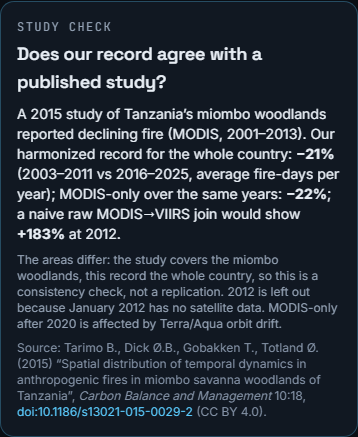 STUDY CHECK
Does our record agree with a
published study?
A 2015 study of Tanzania's miombo woodlands
reported declining fire (MODIS, 2001–2013). Our
harmonized record for the whole country: −21%
(2003–2011 vs 2016–2025, average fire-days per
year); MODIS-only over the same years: −22%;
a naive raw MODIS→VIIRS join would show
+183% at 2012.
The areas differ: the study covers the miombo
woodlands, this record the whole country, so this is a
consistency check, not a replication. 2012 is left out
because January 2012 has no satellite data. MODIS-only
after 2020 is affected by Terra/Aqua orbit drift.
Source: Tarimo B., Dick Ø.B., Gobakken T., Totland Ø.
(2015) "Spatial distribution of temporal dynamics in
anthropogenic fires in miombo savanna woodlands of
Tanzania", Carbon Balance and Management 10:18,
doi:10.1186/s13021-015-0029-2 (CC BY 4.0).